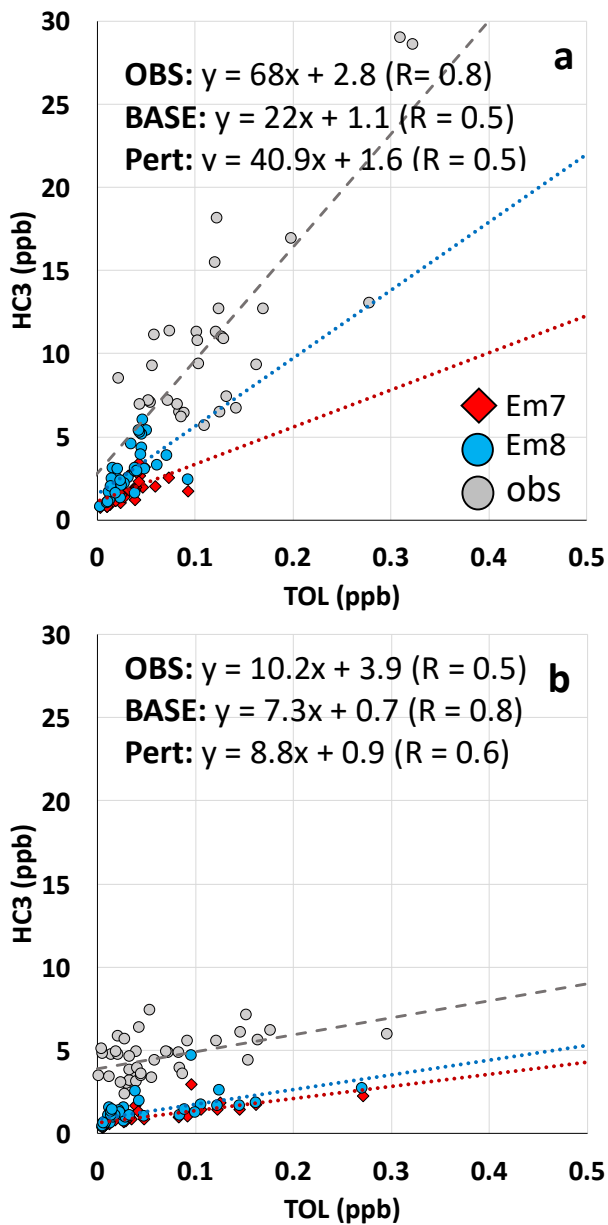 30
a
OBS: y = 68x + 2.8 (R= 0.8)
25
BASE: y = 22x + 1.1 (R = 0.5)
Pert: y = 40.9x + 1.6 (R = 0.5)
20
HC3 (ppb)
15
10
Em7
5
Em8
obs
0
0 0.1 0.2 0.3 0.4 0.5
TOL (ppb)
30
OBS: y = 10.2x + 3.9 (R = 0.5) b
BASE: y = 7.3x + 0.7 (R = 0.8)
25
Pert: y = 8.8x + 0.9 (R = 0.6)
20
HC3 (ppb)
15
10
5
0
0 0.1 0.2 0.3 0.4 0.5
TOL (ppb)